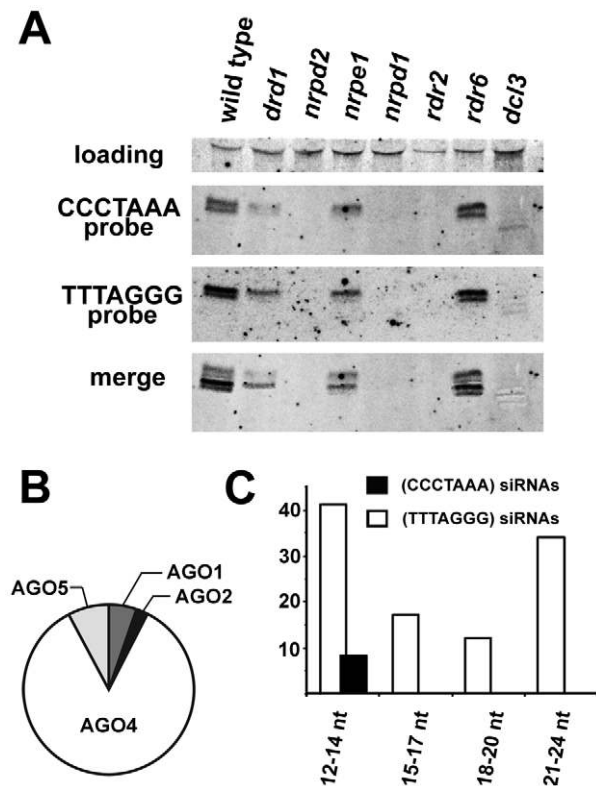 A
wild type
drd1
nrpd2
nrpe1
nrpd1
rdr2
rdr6
dcl3
loading
CCCTAAA
probe
TTTAGGG
probe
merge
B
AGO5
AGO1
AGO2
AGO4
C
(CCCTAAA) siRNAs
(TTTAGGG) siRNAs
40
30
20
10
12-14 nt
15-17 nt
18-20 nt
21-24 nt